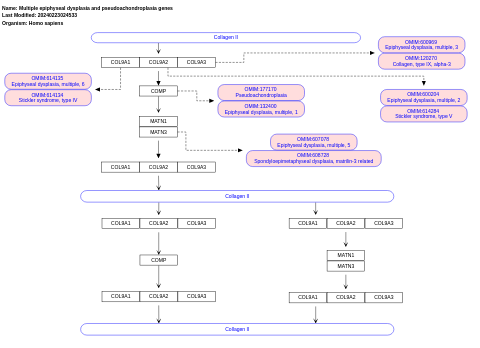 Name: Multiple epiphyseal dysplasia and pseudoachondroplasia genes
Last Modified: 20240223024533
Organism: Homo sapiens
Collagen II
OMIM:600969
Epiphyseal dysplasia, multiple, 3
OMIM:120270
Collagen, type IX, alpha-3
COL9A1 COL9A2 COL9A3
OMIM:614135
Epiphyseal dysplasia, multiple, 6
OMIM:614134
Stickler syndrome, type IV
COMP
OMIM:177170
Pseudoachondroplasia
OMIM:132400
Epiphyseal dysplasia, multiple, 1
OMIM:600204
Epiphyseal dysplasia, multiple, 2
OMIM:614284
Stickler syndrome, type V
MATN1
MATN3
OMIM:607078
Epiphyseal dysplasia, multiple, 5
OMIM:608728
Spondyloepimetaphyseal dysplasia, matrilin-3 related
COL9A1 COL9A2 COL9A3
Collagen II
COL9A1 COL9A2 COL9A3
COL9A1 COL9A2 COL9A3
COMP
MATN1
MATN3
COL9A1 COL9A2 COL9A3
COL9A1 COL9A2 COL9A3
Collagen II